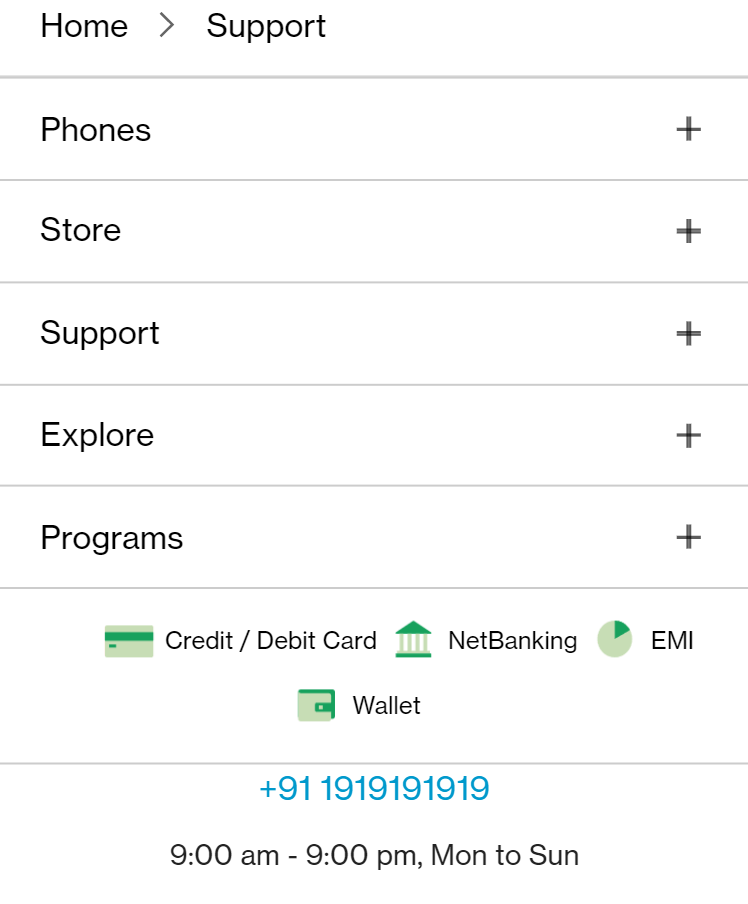 Home > Support
Phones
Store
Support
Explore
Programs
Credit / Debit Card NetBanking EMI
Wallet
+91 1919191919
9:00 am - 9:00 pm, Mon to Sun